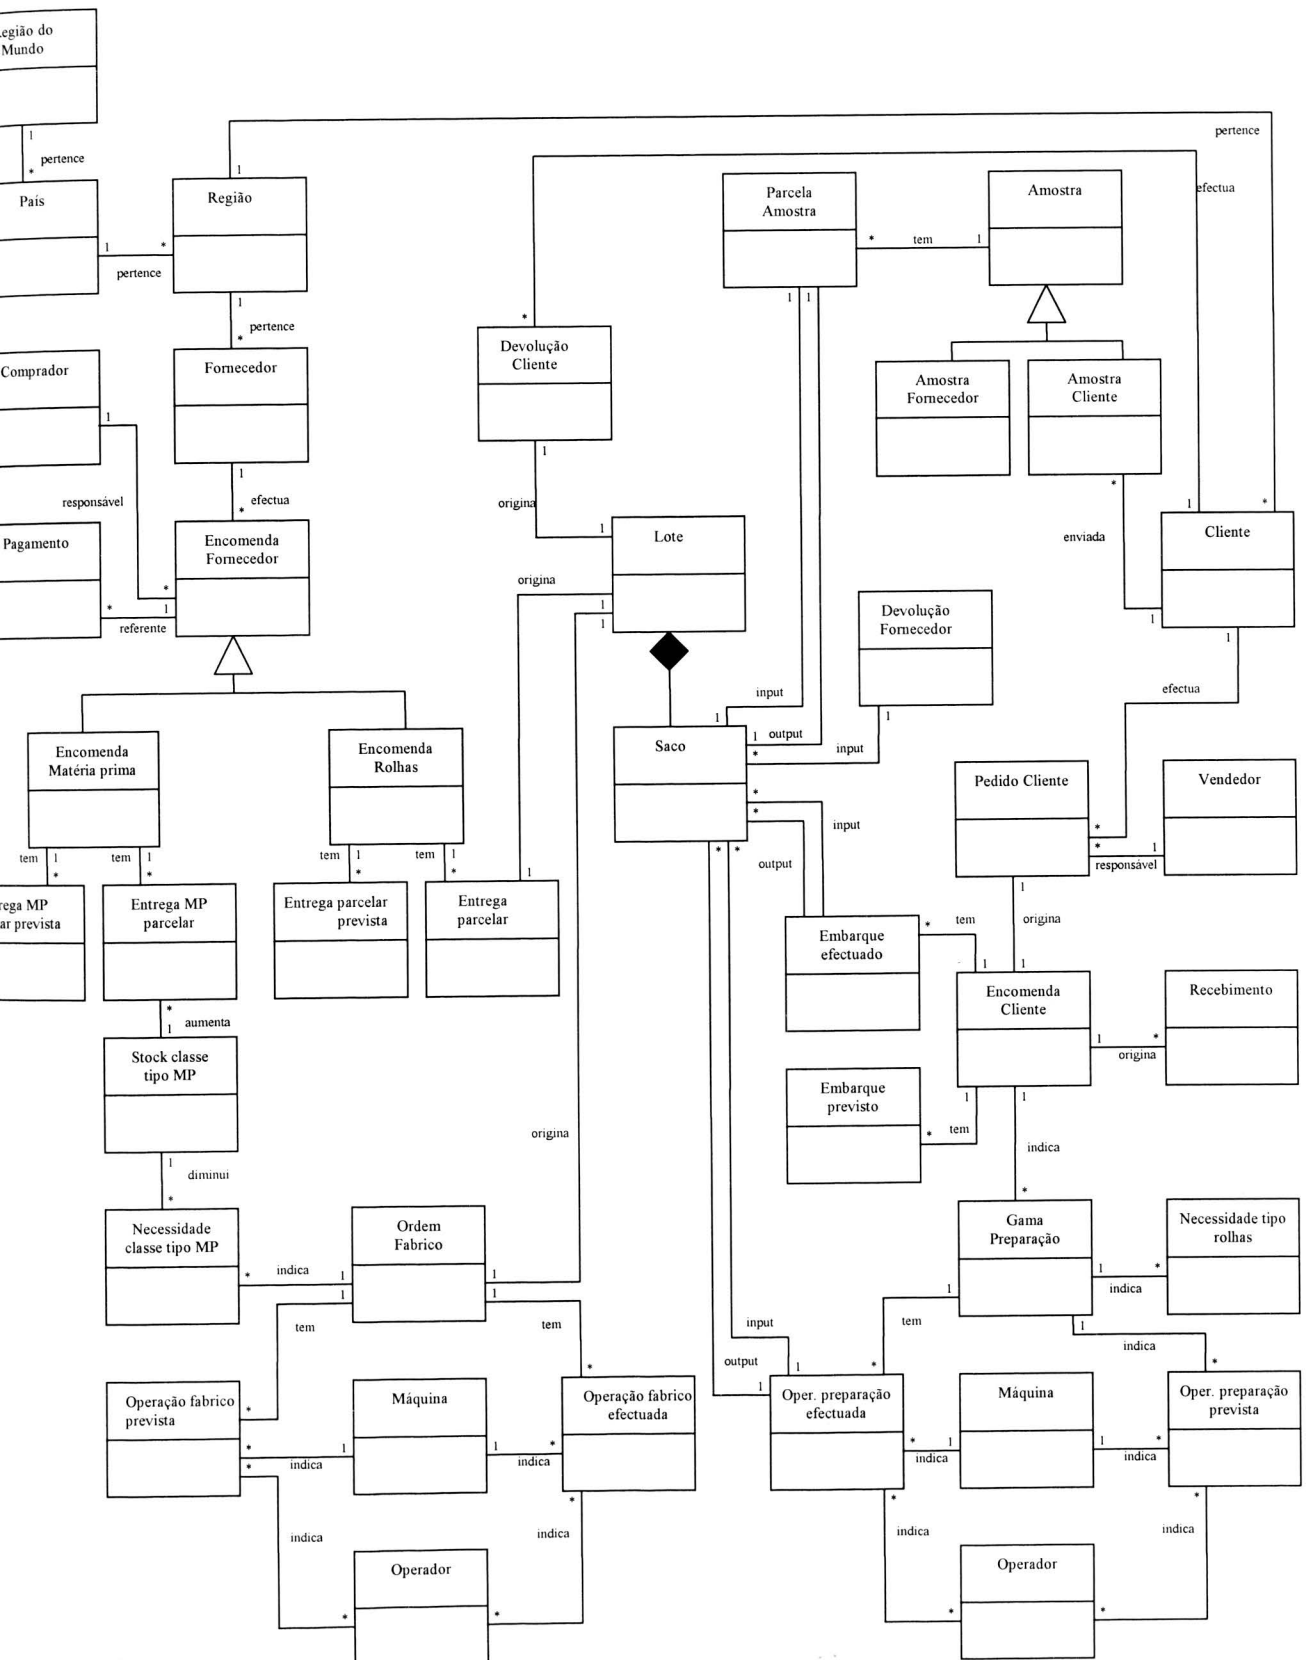 egião do
Mundo
1
pertence
*
País
1
*
pertence
Região
1
pertence
1
pertence
*
Fornecedor
1
efectua
*
Comprador
1
responsável
*
Pagamento
*
1
referente
Encomenda
Fornecedor
Parcela
Amostra
*
tem
1
Amostra
efectua
1
1
*
Devolução
Cliente
1
origina
1
Amostra
Fornecedor
Amostra
Cliente
*
enviada
1
1
*
Cliente
1
Lote
origina
1
1
Devolução
Fornecedor
1
efectua
input
1
1
output
*
input
Saco
*
*
input
output
*
*
Encomenda
Matéria prima
Encomenda
Rolhas
tem
1
*
tem
1
*
tem
1
*
tem
1
*
1
rega MP
ar prevista
Entrega MP
parcelar
Entrega parcelar
prevista
Entrega
parcelar
Pedido Cliente
*
*
1
responsável
Vendedor
1
origina
1
Embarque
efectuado
*
tem
1
Encomenda
Cliente
1
*
origina
Recebimento
*
aumenta
1
Stock classe
tipo MP
Embarque
previsto
*
tem
1
1
indica
*
origina
1
diminui
*
Necessidade
classe tipo MP
*
indica
1
1
Ordem
Fabrico
1
1
tem
tem
*
Gama
Preparação
1
*
indica
Necessidade tipo
rolhas
1
tem
1
indica
*
*
input
1
output
1
Operação fabrico
prevista
*
*
*
1
indica
Máquina
1
*
indica
Operação fabrico
efectuada
*
Oper. preparação
efectuada
*
1
indica
Máquina
1
*
indica
Oper. preparação
prevista
indica
indica
*
Operador
*
*
indica
*
indica
*
Operador
*